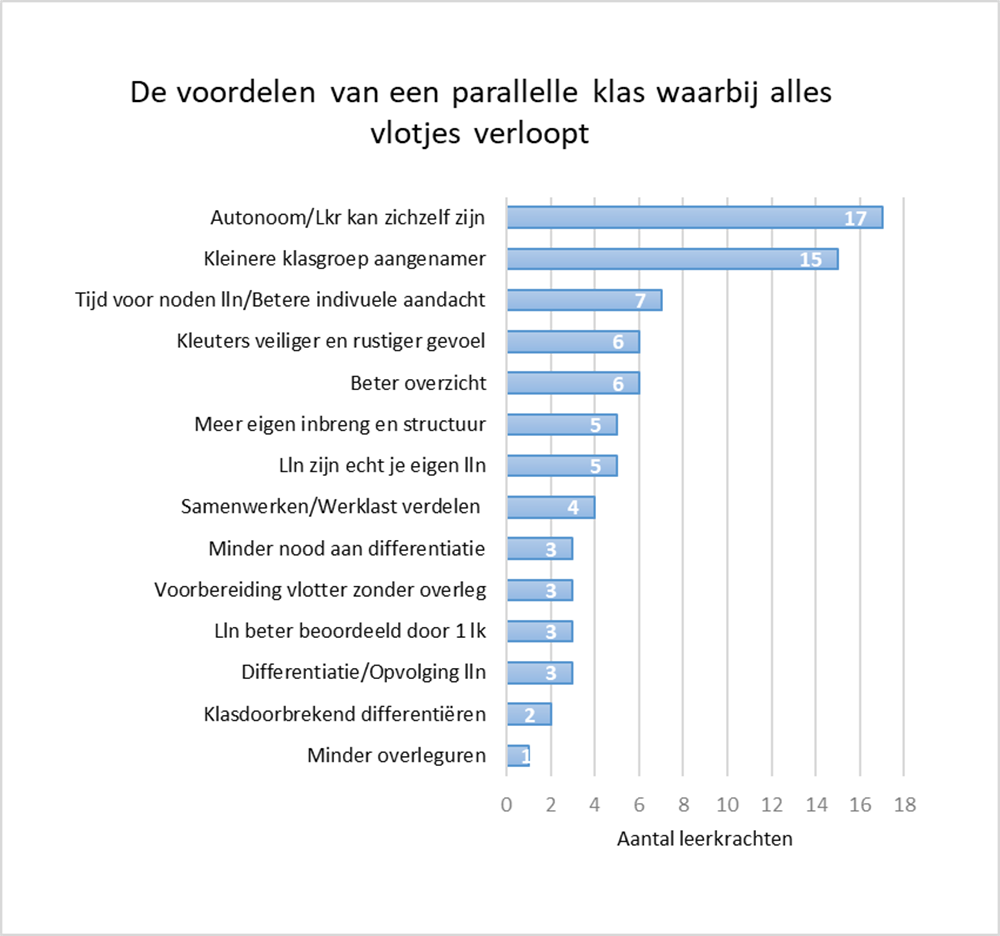 De voordelen van een parallelle klas waarbij alles
vlotjes verloopt
Autonoom/Lkr kan zichzelf zijn 17
Kleinere klasgroep aangenamer 15
Tijd voor noden lln/Betere indivuele aandacht 7
Kleuters veiliger en rustiger gevoel 6
Beter overzicht 6
Meer eigen inbreng en structuur 5
Lln zijn echt je eigen lln 5
Samenwerken/Werklast verdelen 4
Minder nood aan differentiatie 3
Voorbereiding vlotter zonder overleg 3
Lln beter beoordeeld door 1 lk 3
Differentiatie/Opvolging lln 3
Klasdoorbrekend differentiëren 2
Minder overleguren 1
0 2 4 6 8 10 12 14 16 18
Aantal leerkrachten